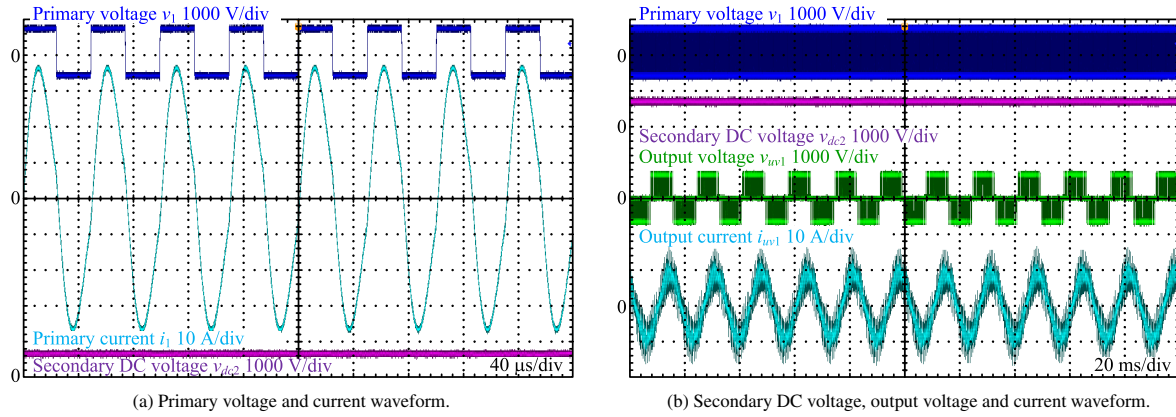 Primary voltage v1 1000 V/div
0
0
Primary current i1 10 A/div
Secondary DC voltage vdc2 1000 V/div
0
40 μs/div
(a) Primary voltage and current waveform.
Primary voltage v1 1000 V/div
0
0
Secondary DC voltage vdc2 1000 V/div
Output voltage vuv1 1000 V/div
0
Output current iuv1 10 A/div
0
20 ms/div
(b) Secondary DC voltage, output voltage and current waveform.